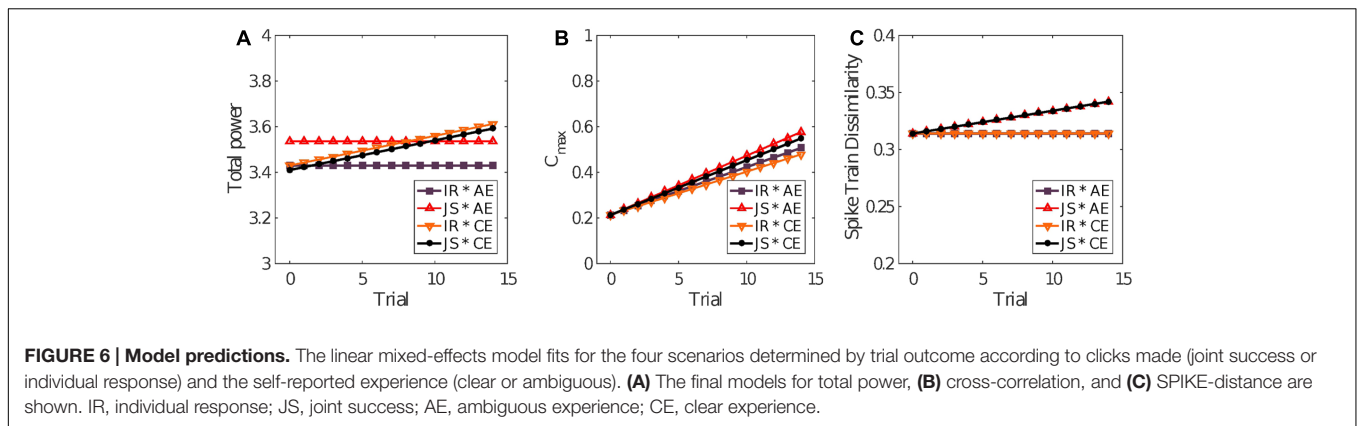 A
4
3.8
3.6
3.4
3.2
3
Total power
0 5 10 15
Trial
IR * AE
JS * AE
IR * CE
JS * CE
B
1
0.8
0.6
0.4
0.2
0
C_max
0 5 10 15
Trial
IR * AE
JS * AE
IR * CE
JS * CE
C
0.4
0.35
0.3
0.25
0.2
Spike Train Dissimilarity
0 5 10 15
Trial
IR * AE
JS * AE
IR * CE
JS * CE
FIGURE 6 | Model predictions. The linear mixed-effects model fits for the four scenarios determined by trial outcome according to clicks made (joint success or
individual response) and the self-reported experience (clear or ambiguous). (A) The final models for total power, (B) cross-correlation, and (C) SPIKE-distance are
shown. IR, individual response; JS, joint success; AE, ambiguous experience; CE, clear experience.